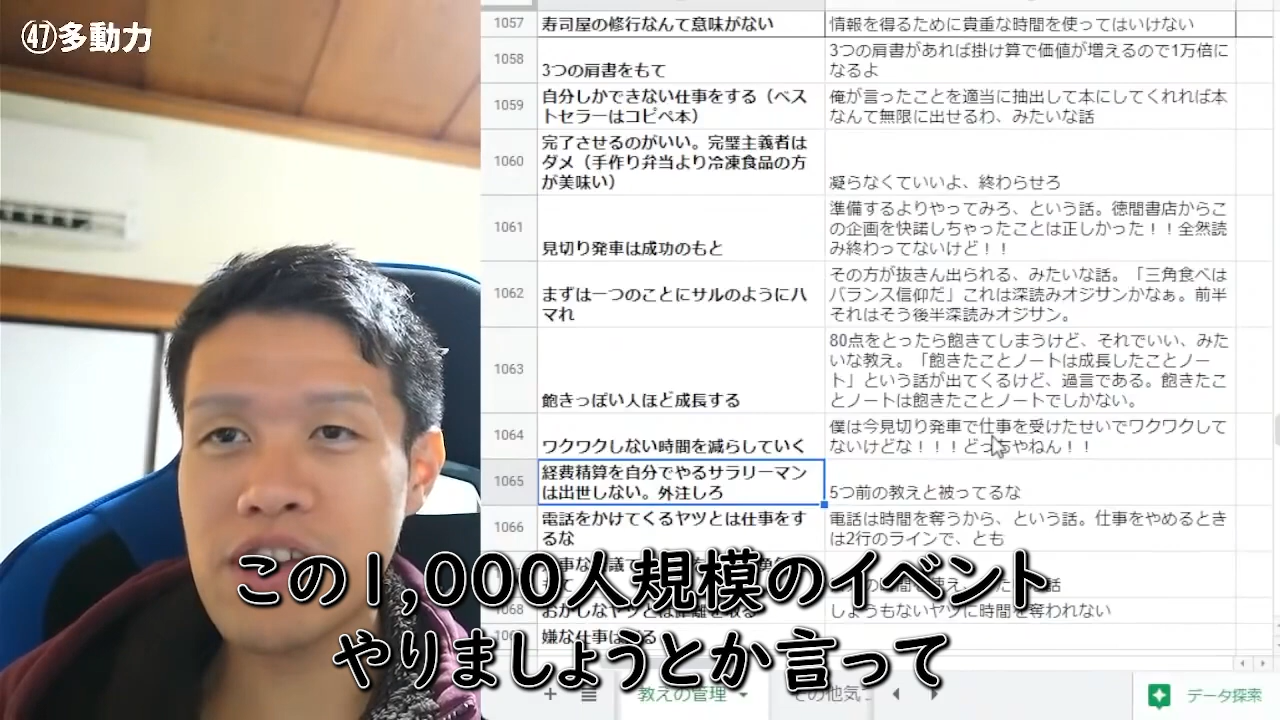 ㊼多動力
1057
寿司屋の修行なんて意味がない
情報を得るために貴重な時間を使ってはいけない
1058
3つの肩書をもて
3つの肩書があれば掛け算で価値が増えるので1万倍に
なるよ
1059
自分しかできない仕事をする（ベス
トセラーはコピペ本）
俺が言ったことを適当に抽出して本にしてくれれば本
なんて無限に出せるわ、みたいな話
1060
完了させるのがいい。完璧主義者は
ダメ（手作り弁当より冷凍食品の方
が美味い）
凝らなくていいよ、終わらせろ
1061
見切り発車は成功のもと
準備するよりやってみろ、という話。徳間書店からこ
の企画を快諾しちゃったことは正しかった！！全然読
み終わってないけど！！
1062
まずは一つのことにサルのようにハ
マれ
その方が抜きん出られる、みたいな話。「三角食べは
バランス信仰だ」これは深読みオジサンかなぁ。前半
それはそう後半深読みオジサン。
1063
飽きっぽい人ほど成長する
80点をとったら飽きてしまうけど、それでいい、みた
いな教え。「飽きたことノートは成長したことノー
ト」という話が出てくるけど、過言である。飽きたこ
とノートは飽きたことノートでしかない。
1064
ワクワクしない時間を減らしていく
僕は今見切り発車で仕事を受けたせいでワクワクして
ないけどな！！！どっちやねん！！
1065
経費精算を自分でやるサラリーマン
は出世しない。外注しろ
5つ前の教えと被ってるな
1066
電話をかけてくるヤツとは仕事をす
るな
電話は時間を奪うから、という話。仕事をやめるとき
は2行のラインで、とも
1068
おかしなヤツとは距離を取る
しょうもないヤツに時間を奪われない
嫌な仕事は
この1,000人規模のイベント
やりましょうとか言って
教えの管理
その他気
データ探索